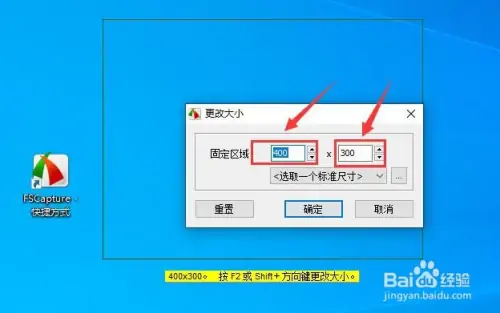 更改大小
固定区域 400 x 300
<选取一个标准尺寸> ...
重置 确定 取消
FSCapture -
快捷方式
400x300。 按 F2 或 Shift+方向键更改大小。
Bai 经验
jingyan.baidu.com